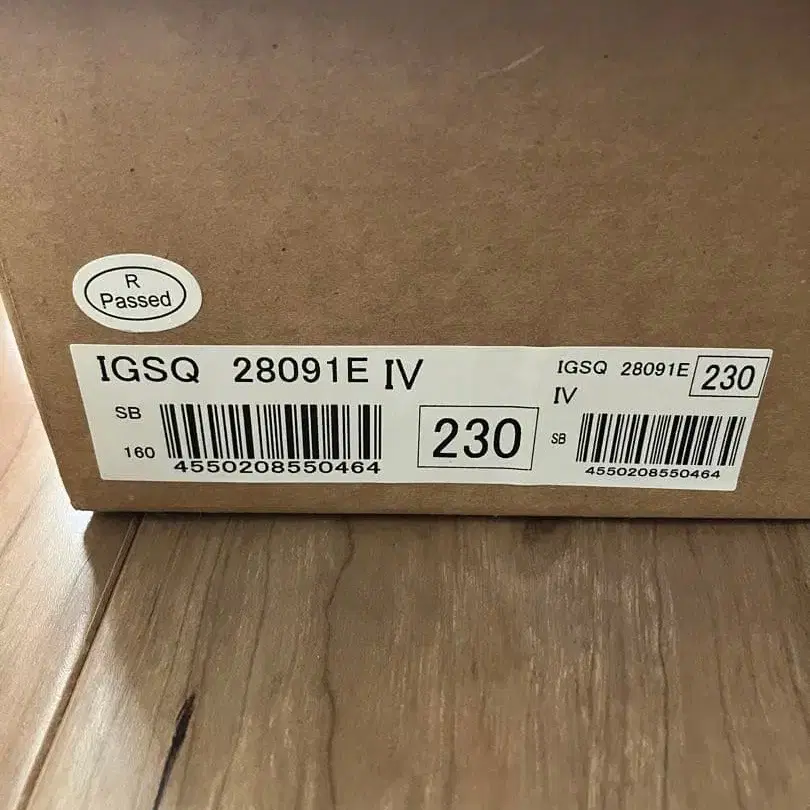 R
Passed
IGSQ 28091E IV
SB
160
4550208550464
230
IGSQ 28091E
230
IV
SB
4550208550464